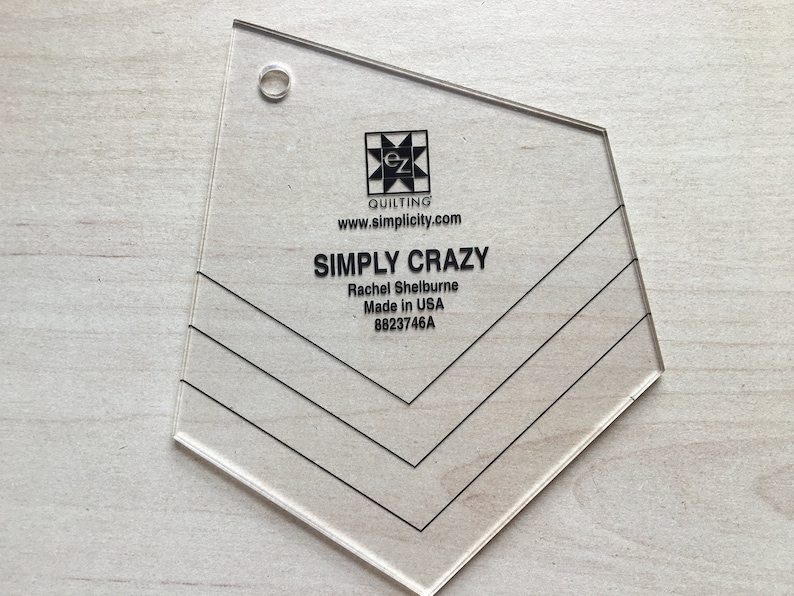 ez
QUILTING®
www.simplicity.com
SIMPLY CRAZY
Rachel Shelburne
Made in USA
8823746A